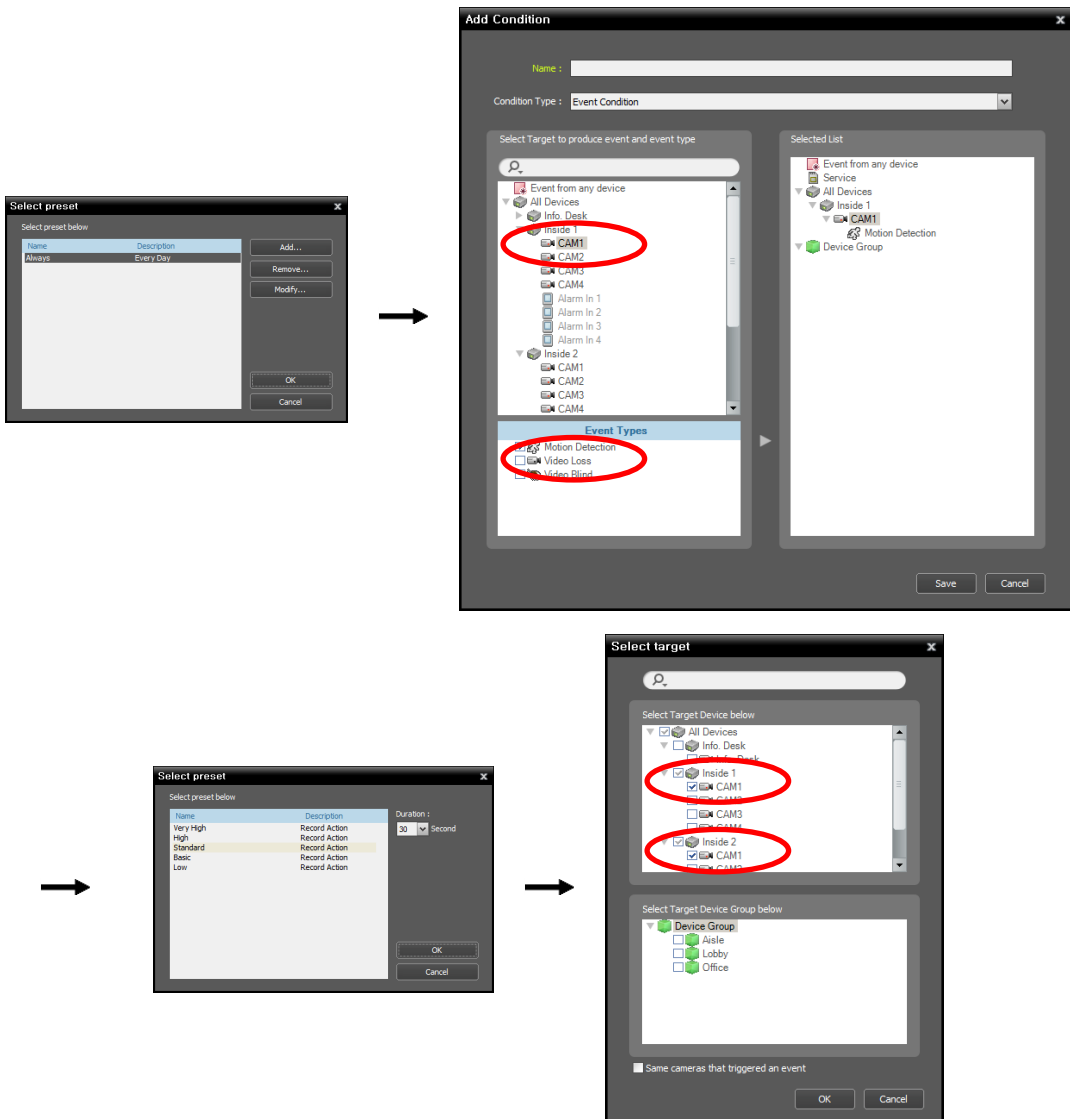 Select preset
x
Select preset below
Name Description
Always Every Day
Add...
Remove...
Modify...
OK
Cancel
Add Condition
x
Name :
Condition Type : Event Condition
Select Target to produce event and event type
Event from any device
All Devices
Info. Desk
Inside 1
CAM1
CAM2
CAM3
CAM4
Alarm In 1
Alarm In 2
Alarm In 3
Alarm In 4
Inside 2
CAM1
CAM2
CAM3
CAM4
Event Types
Motion Detection
Video Loss
Video Blind
Selected List
Event from any device
Service
All Devices
Inside 1
CAM1
Motion Detection
Device Group
Save Cancel
Select preset
x
Select preset below
Name Description
Very High Record Action
High Record Action
Standard Record Action
Basic Record Action
Low Record Action
Duration :
30 Second
OK
Cancel
Select target
x
Select Target Device below
All Devices
Info. Desk
Info. Desk
Inside 1
CAM1
CAM2
CAM3
CAM4
Inside 2
CAM1
CAM2
Select Target Device Group below
Device Group
Aisle
Lobby
Office
Same cameras that triggered an event
OK Cancel